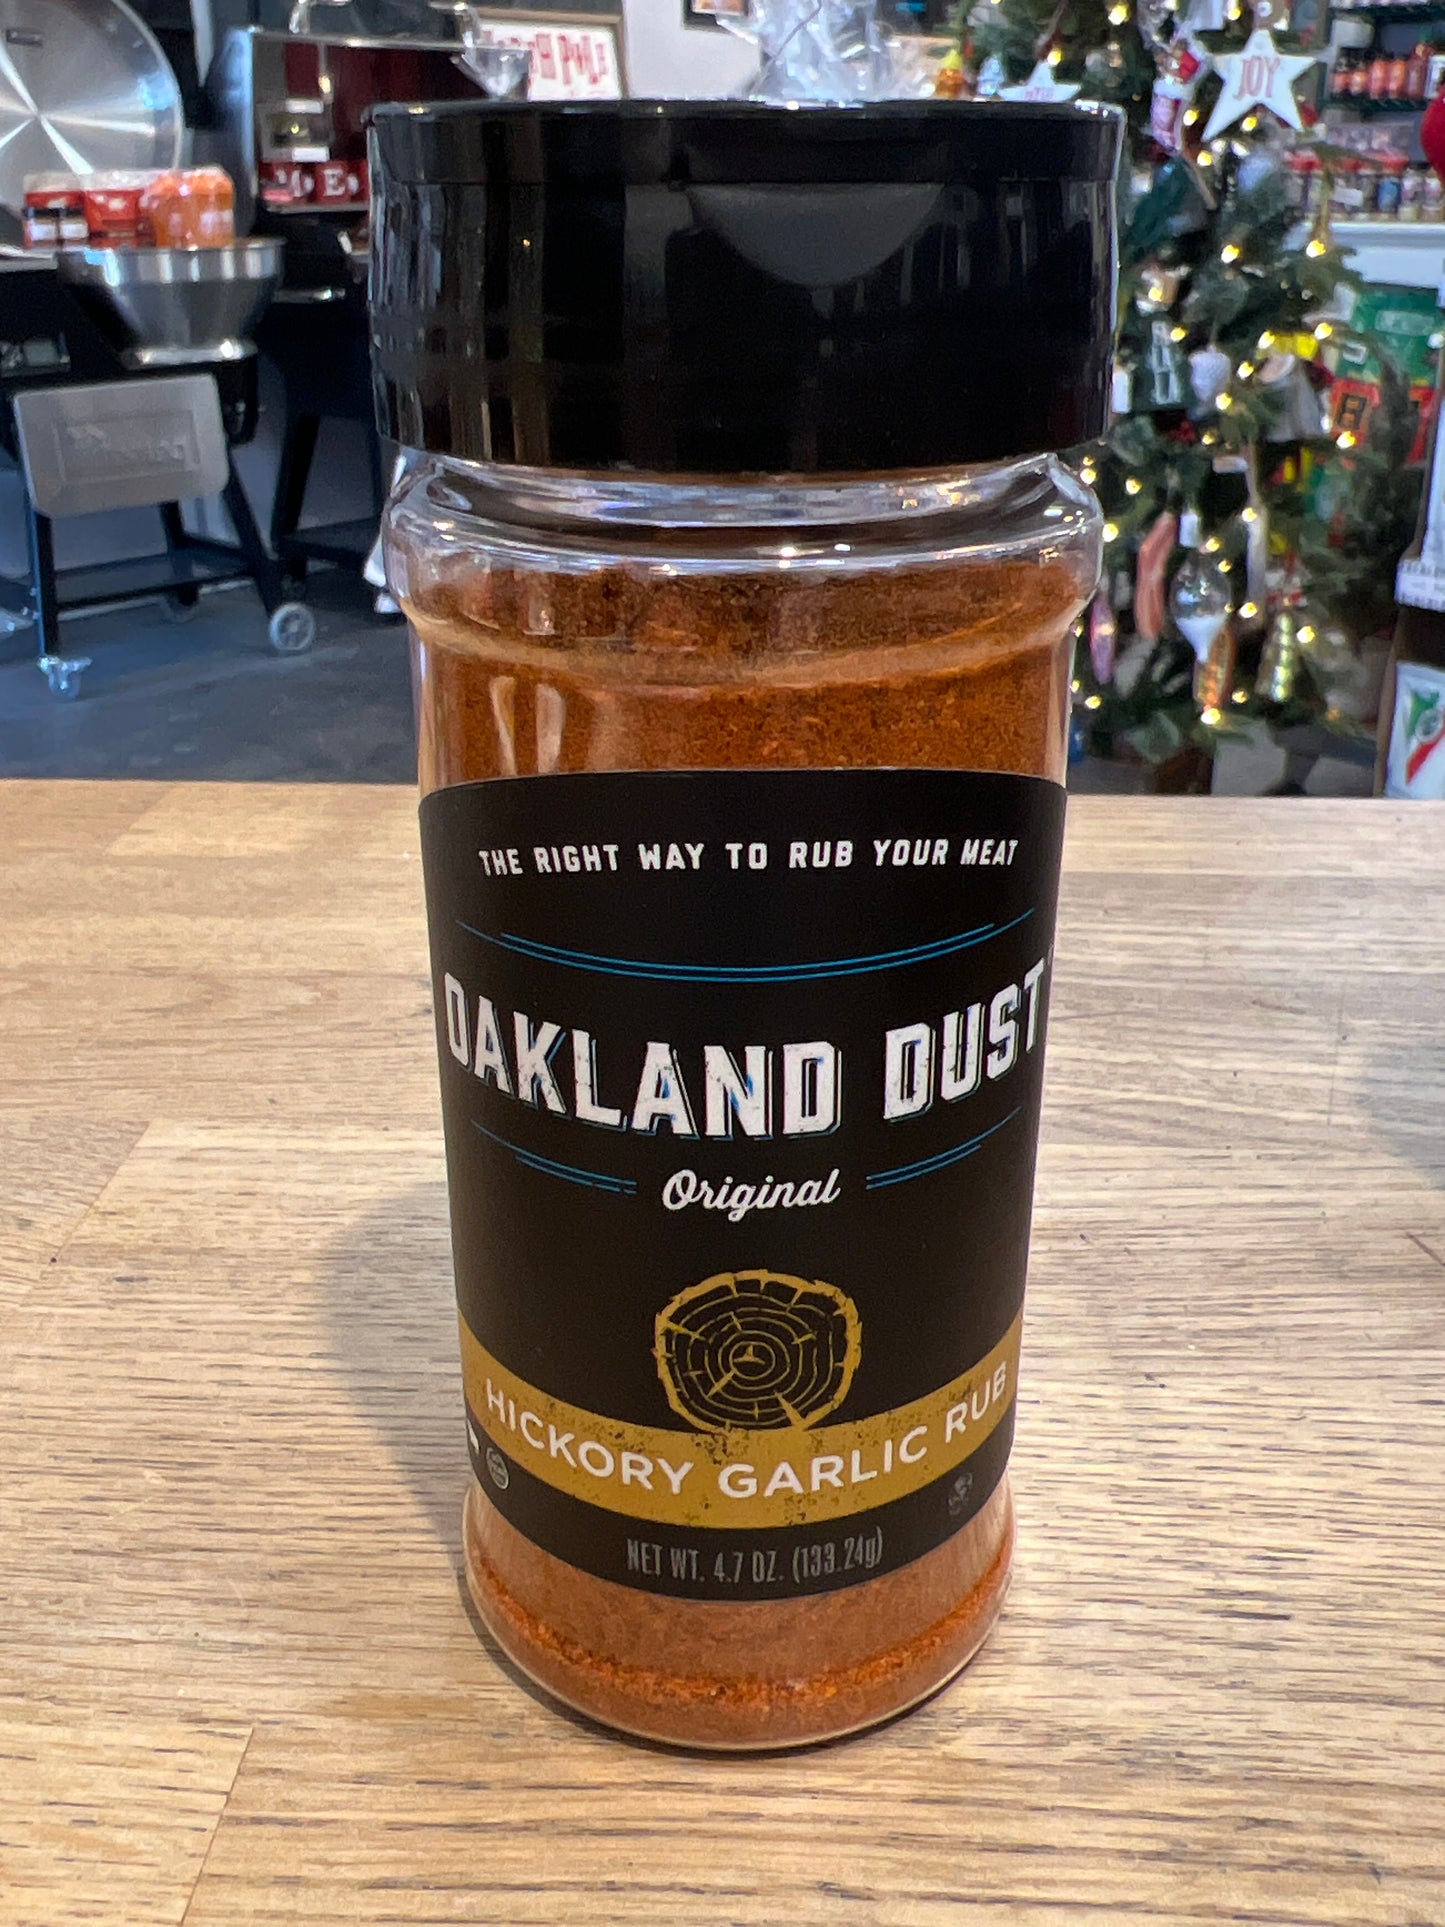 JOY
THE RIGHT WAY TO RUB YOUR MEAT
OAKLAND DUST
Original
HICKORY GARLIC RUB
NET WT. 4.7 OZ. (133.24g)